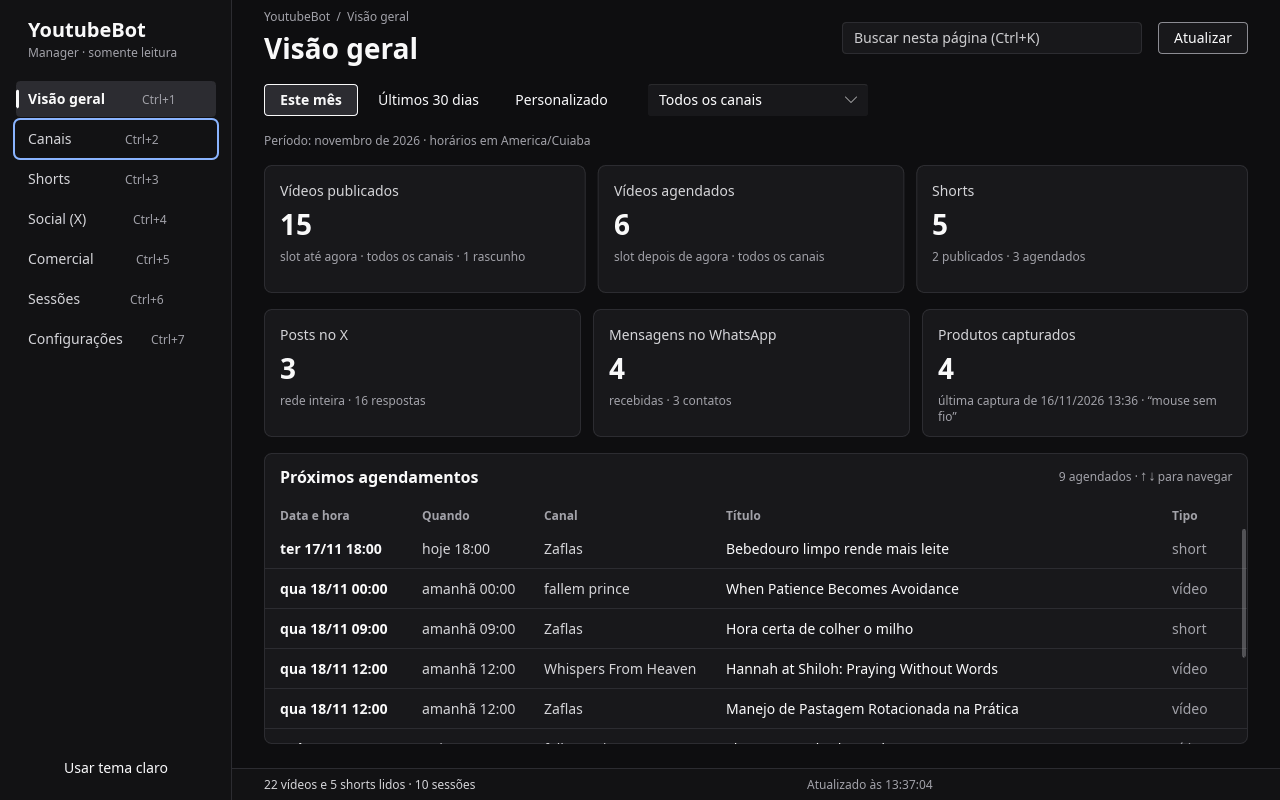 YoutubeBot
Manager · somente leitura
Visão geral Ctrl+1
Canais Ctrl+2
Shorts Ctrl+3
Social (X) Ctrl+4
Comercial Ctrl+5
Sessões Ctrl+6
Configurações Ctrl+7
Usar tema claro
YoutubeBot / Visão geral
Visão geral
Buscar nesta página (Ctrl+K)
Atualizar
Este mês Últimos 30 dias Personalizado Todos os canais
Período: novembro de 2026 · horários em America/Cuiaba
Vídeos publicados
15
slot até agora · todos os canais · 1 rascunho
Vídeos agendados
6
slot depois de agora · todos os canais
Shorts
5
2 publicados · 3 agendados
Posts no X
3
rede inteira · 16 respostas
Mensagens no WhatsApp
4
recebidas · 3 contatos
Produtos capturados
4
última captura de 16/11/2026 13:36 · “mouse sem
fio”
Próximos agendamentos
9 agendados · ↑ ↓ para navegar
Data e hora Quando Canal Título Tipo
ter 17/11 18:00 hoje 18:00 Zaflas Bebedouro limpo rende mais leite short
qua 18/11 00:00 amanhã 00:00 fallem prince When Patience Becomes Avoidance vídeo
qua 18/11 09:00 amanhã 09:00 Zaflas Hora certa de colher o milho short
qua 18/11 12:00 amanhã 12:00 Whispers From Heaven Hannah at Shiloh: Praying Without Words vídeo
qua 18/11 12:00 amanhã 12:00 Zaflas Manejo de Pastagem Rotacionada na Prática vídeo
22 vídeos e 5 shorts lidos · 10 sessões
Atualizado às 13:37:04